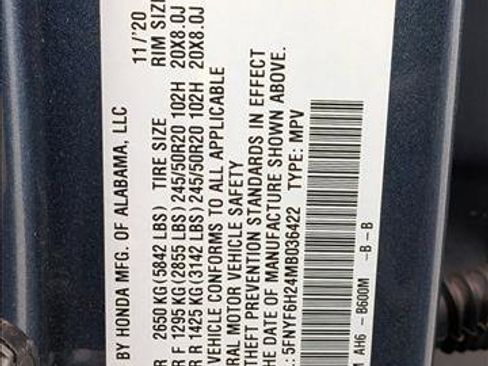 BY HONDA MFG. OF ALABAMA, LLC 11/'20
2650 KG (5842 LBS) TIRE SIZE RIM SIZE
F 1295 KG (2855 LBS) 245/50R20 102H 20X8.0J
R 1425 KG (3142 LBS) 245/50R20 102H 20X8.0J
VEHICLE CONFORMS TO ALL APPLICABLE
RAL MOTOR VEHICLE SAFETY
THEFT PREVENTION STANDARDS IN EFFECT
HE DATE OF MANUFACTURE SHOWN ABOVE.
: 5FNYF6H24MB036422 TYPE: MPV
AH6 - B600M -B-B